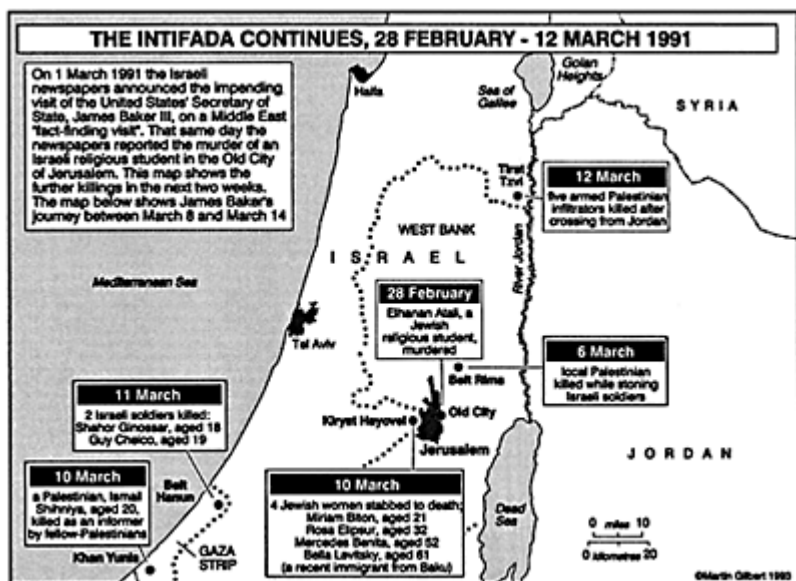 THE INTIFADA CONTINUES, 28 FEBRUARY - 12 MARCH 1991
On 1 March 1991 the Israeli
newspapers announced the impending
visit of the United States' Secretary of
State, James Baker III, on a Middle East
"fact-finding visit". That same day the
newspapers reported the murder of an
Israeli religious student in the Old City
of Jerusalem. This map shows the
further killings in the next two weeks.
The map below shows James Baker's
journey between March 8 and March 14
Haifa
Sea of
Galilee
Golan
Heights
SYRIA
Tirat
Tzvi
12 March
five armed Palestinian
infiltrators killed after
crossing from Jordan
WEST BANK
ISRAEL
River Jordan
Mediterranean Sea
28 February
Elhanan Atali, a
Jewish
religious student,
murdered
Tel Aviv
6 March
local Palestinian
killed while stoning
Israeli soldiers
Beit Rima
11 March
2 Israeli soldiers killed:
Shahor Ginossar, aged 18
Guy Cheico, aged 19
Kiryat Hayovel
Old City
Jerusalem
JORDAN
10 March
a Palestinian, Ismail
Shihniya, aged 20,
killed as an informer
by fellow-Palestinians
Beit
Hanun
10 March
4 Jewish women stabbed to death:
Miriam Biton, aged 21
Rosa Elipsur, aged 32
Mercedes Benita, aged 52
Bella Levitsky, aged 61
(a recent immigrant from Baku)
Dead
Sea
Khan Yunis
GAZA
STRIP
0 miles 10
0 kilometres 20
©Martin Gilbert 1993